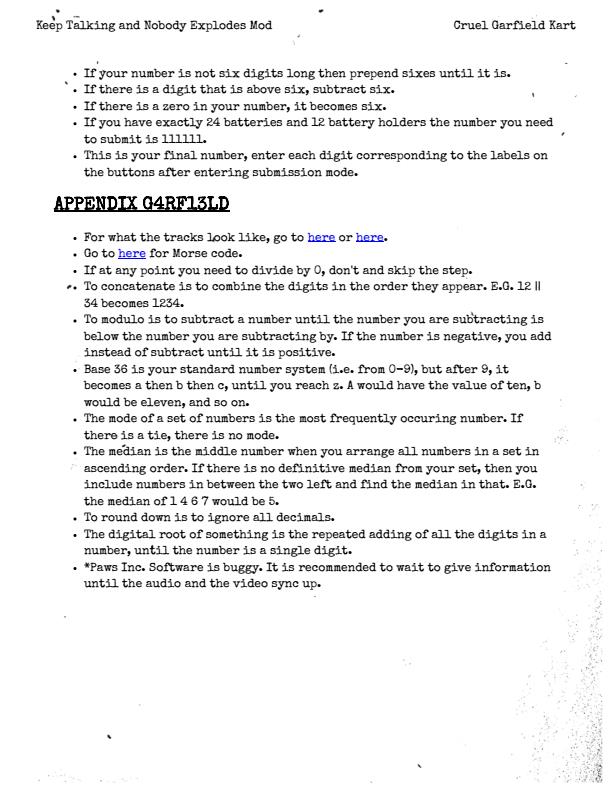 Keep Talking and Nobody Explodes Mod Cruel Garfield Kart
• If your number is not six digits long then prepend sixes until it is.
• If there is a digit that is above six, subtract six.
• If there is a zero in your number, it becomes six.
• If you have exactly 24 batteries and 12 battery holders the number you need
to submit is 111111.
• This is your final number, enter each digit corresponding to the labels on
the buttons after entering submission mode.
APPENDIX G4RF13LD
• For what the tracks look like, go to here or here.
• Go to here for Morse code.
• If at any point you need to divide by 0, don't and skip the step.
• To concatenate is to combine the digits in the order they appear. E.G. 12 ||
34 becomes 1234.
• To modulo is to subtract a number until the number you are subtracting is
below the number you are subtracting by. If the number is negative, you add
instead of subtract until it is positive.
• Base 36 is your standard number system (i.e. from 0-9), but after 9, it
becomes a then b then c, until you reach z. A would have the value of ten, b
would be eleven, and so on.
• The mode of a set of numbers is the most frequently occuring number. If
there is a tie, there is no mode.
• The median is the middle number when you arrange all numbers in a set in
ascending order. If there is no definitive median from your set, then you
include numbers in between the two left and find the median in that. E.G.
the median of 1 4 6 7 would be 5.
• To round down is to ignore all decimals.
• The digital root of something is the repeated adding of all the digits in a
number, until the number is a single digit.
• *Paws Inc. Software is buggy. It is recommended to wait to give information
until the audio and the video sync up.